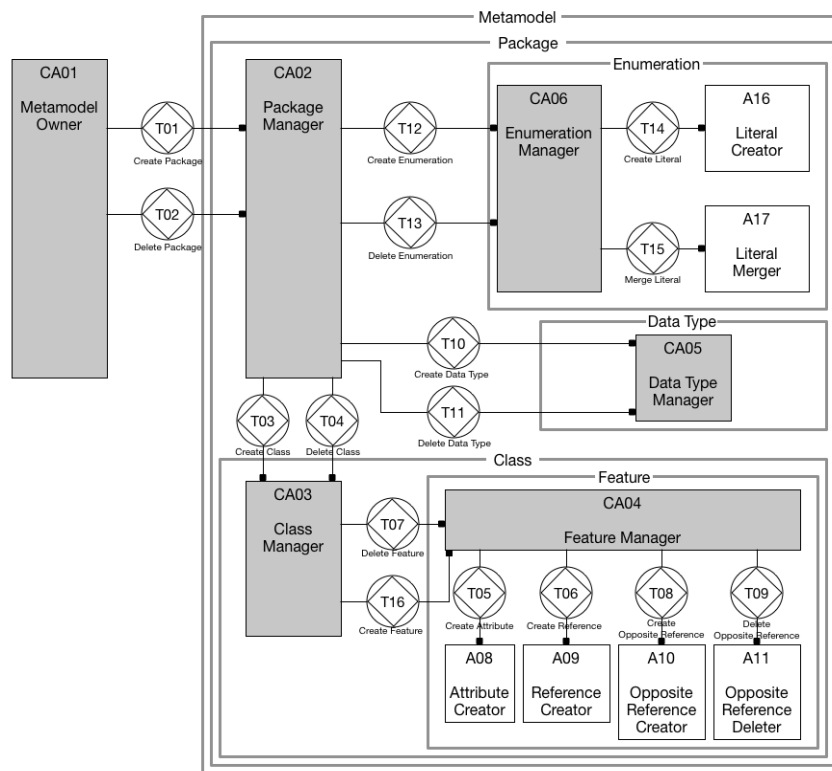 Metamodel
Package
Enumeration
CA01
Metamodel
Owner
T01
Create Package
T02
Delete Package
CA02
Package
Manager
T12
Create Enumeration
T13
Delete Enumeration
CA06
Enumeration
Manager
T14
Create Literal
T15
Merge Literal
A16
Literal
Creator
A17
Literal
Merger
Data Type
T10
Create Data Type
T11
Delete Data Type
CA05
Data Type
Manager
T03
Create Class
T04
Delete Class
Class
Feature
CA03
Class
Manager
T07
Delete Feature
T16
Create Feature
CA04
Feature Manager
T05
Create Attribute
T06
Create Reference
T08
Create
Opposite Reference
T09
Delete
Opposite Reference
A08
Attribute
Creator
A09
Reference
Creator
A10
Opposite
Reference
Creator
A11
Opposite
Reference
Deleter